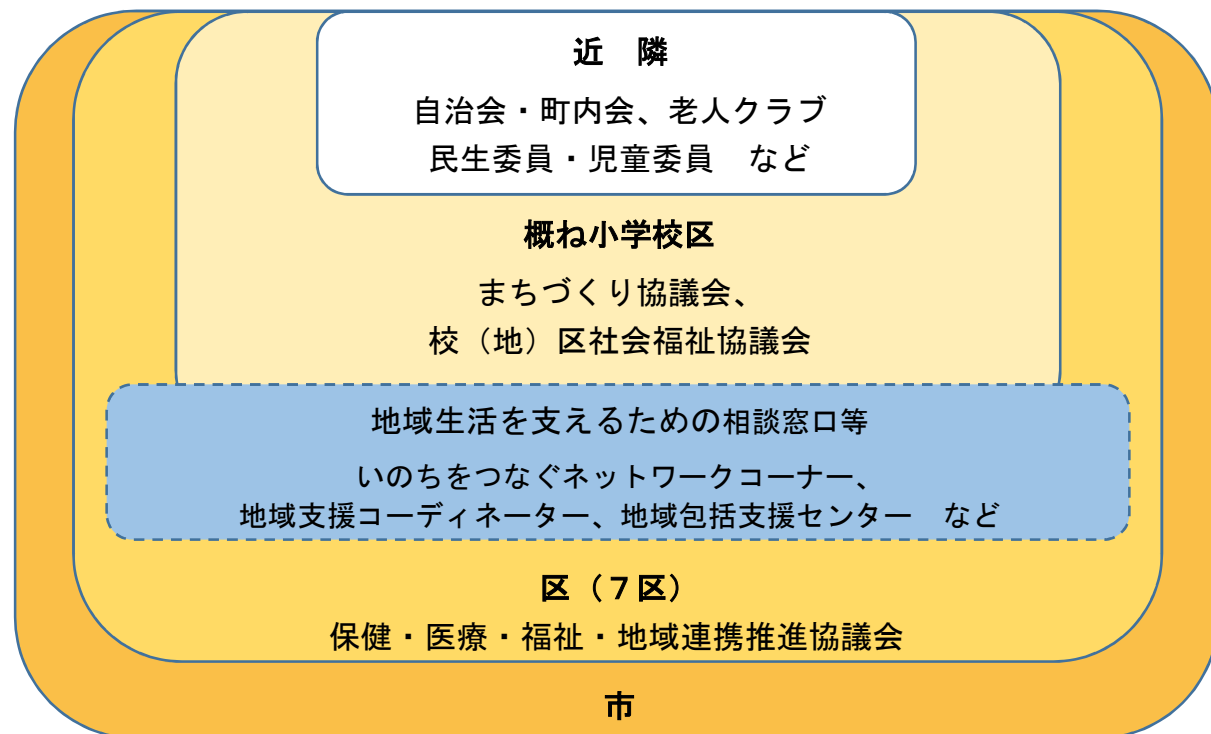 近　隣
自治会・町内会、老人クラブ
民生委員・児童委員　など
概ね小学校区
まちづくり協議会、
校（地）区社会福祉協議会
地域生活を支えるための相談窓口等
いのちをつなぐネットワークコーナー、
地域支援コーディネーター、地域包括支援センター　など
区（７区）
保健・医療・福祉・地域連携推進協議会
市